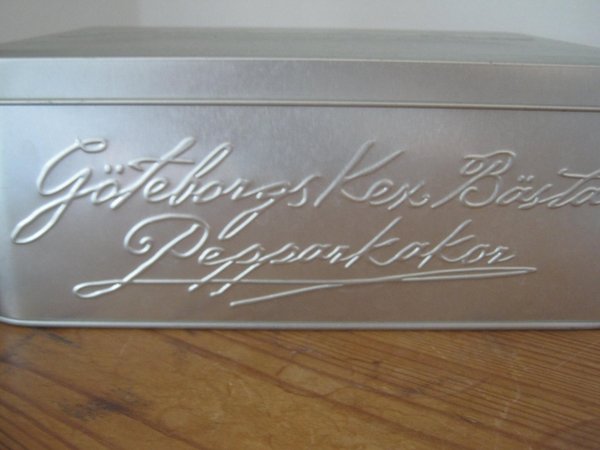 Göteborgs Kex Bästa
Pepparkakor